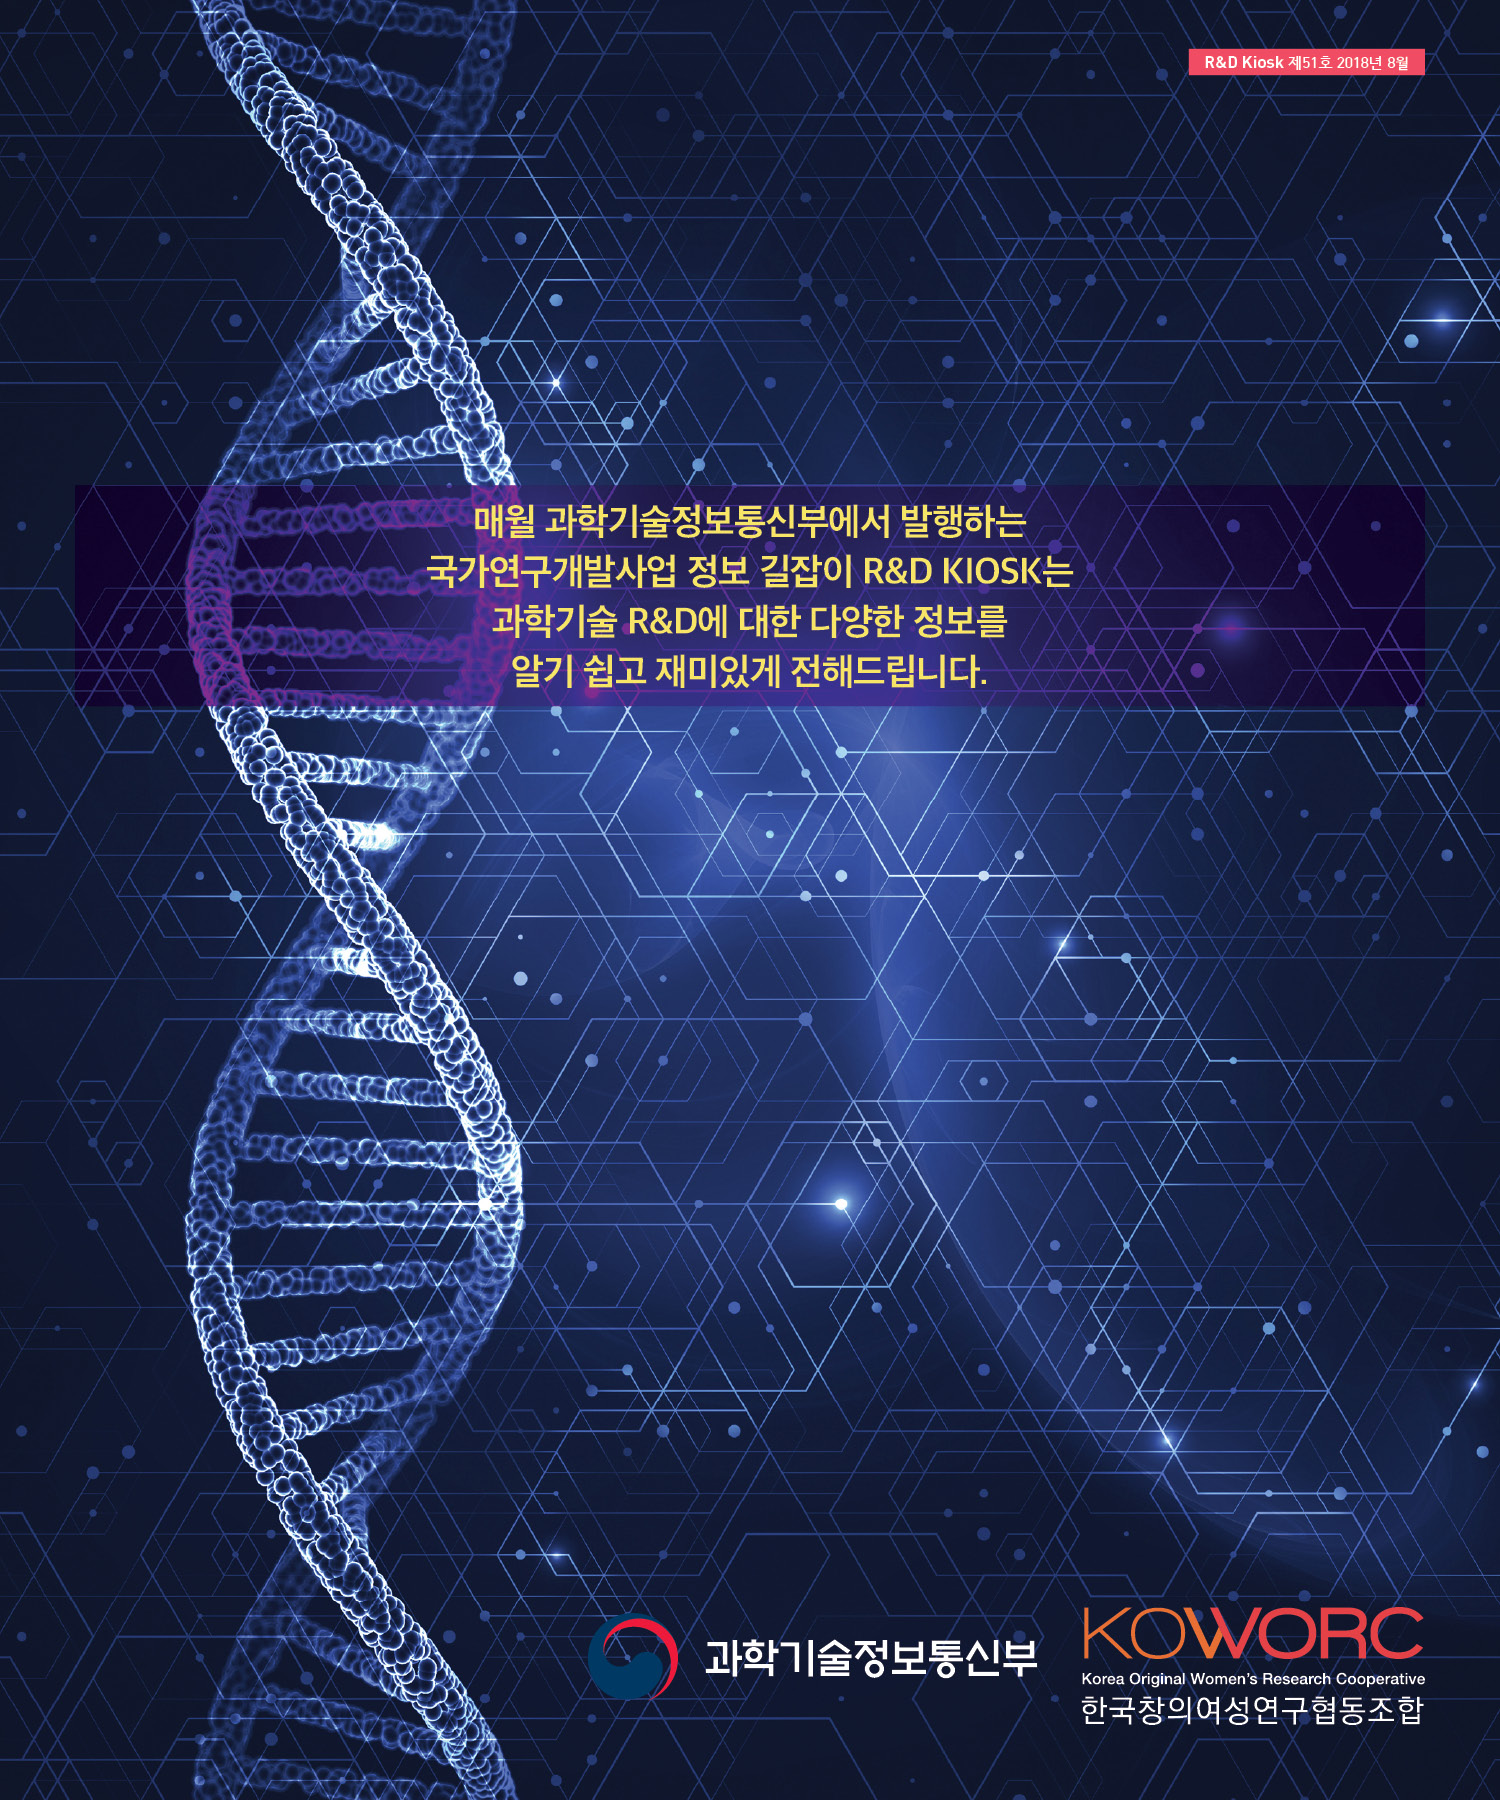 R&D Kiosk 제51호 2018년 8월
매월 과학기술정보통신부에서 발행하는
국가연구개발사업 정보 길잡이 R&D KIOSK는
과학기술 R&D에 대한 다양한 정보를
알기 쉽고 재미있게 전해드립니다.
과학기술정보통신부
KOWORC
Korea Original Women's Research Cooperative
한국창의여성연구협동조합